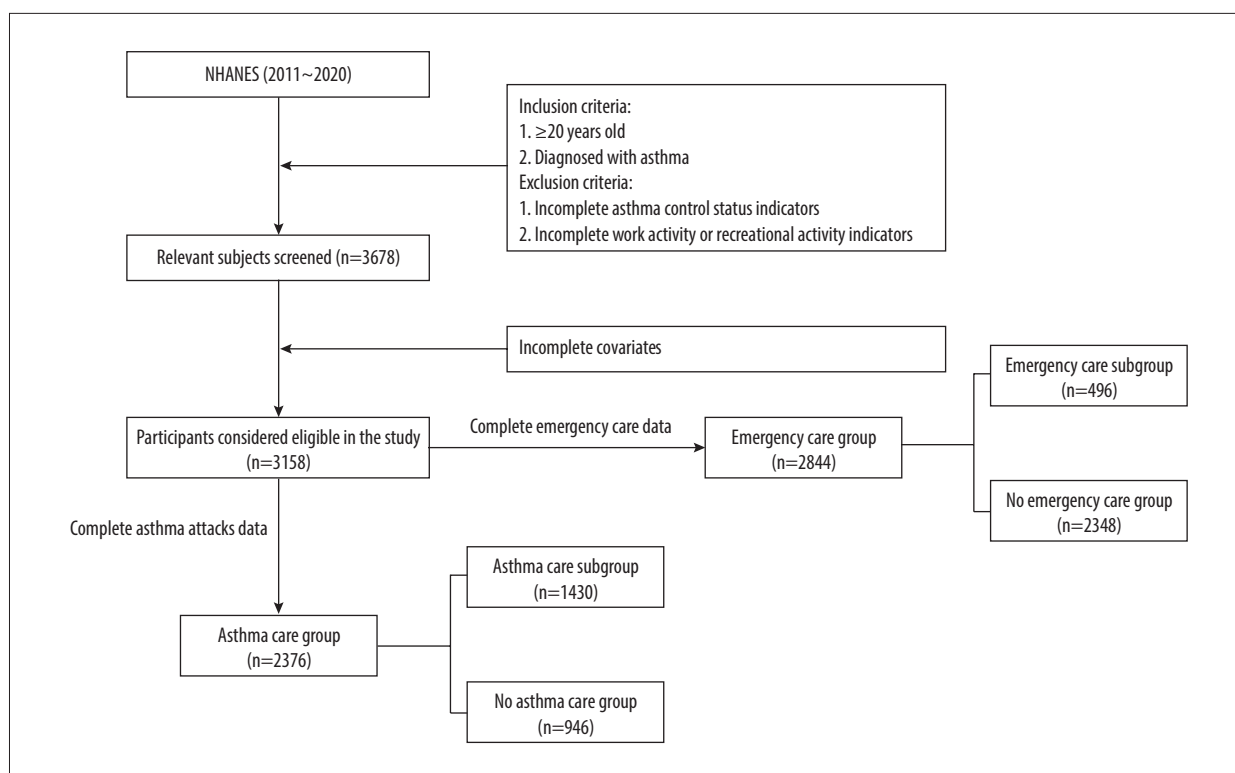 NHANES (2011~2020)
Inclusion criteria:
1. ≥20 years old
2. Diagnosed with asthma
Exclusion criteria:
1. Incomplete asthma control status indicators
2. Incomplete work activity or recreational activity indicators
Relevant subjects screened (n=3678)
Incomplete covariates
Participants considered eligible in the study
(n=3158)
Complete emergency care data
Emergency care group
(n=2844)
Emergency care subgroup
(n=496)
No emergency care group
(n=2348)
Complete asthma attacks data
Asthma care group
(n=2376)
Asthma care subgroup
(n=1430)
No asthma care group
(n=946)